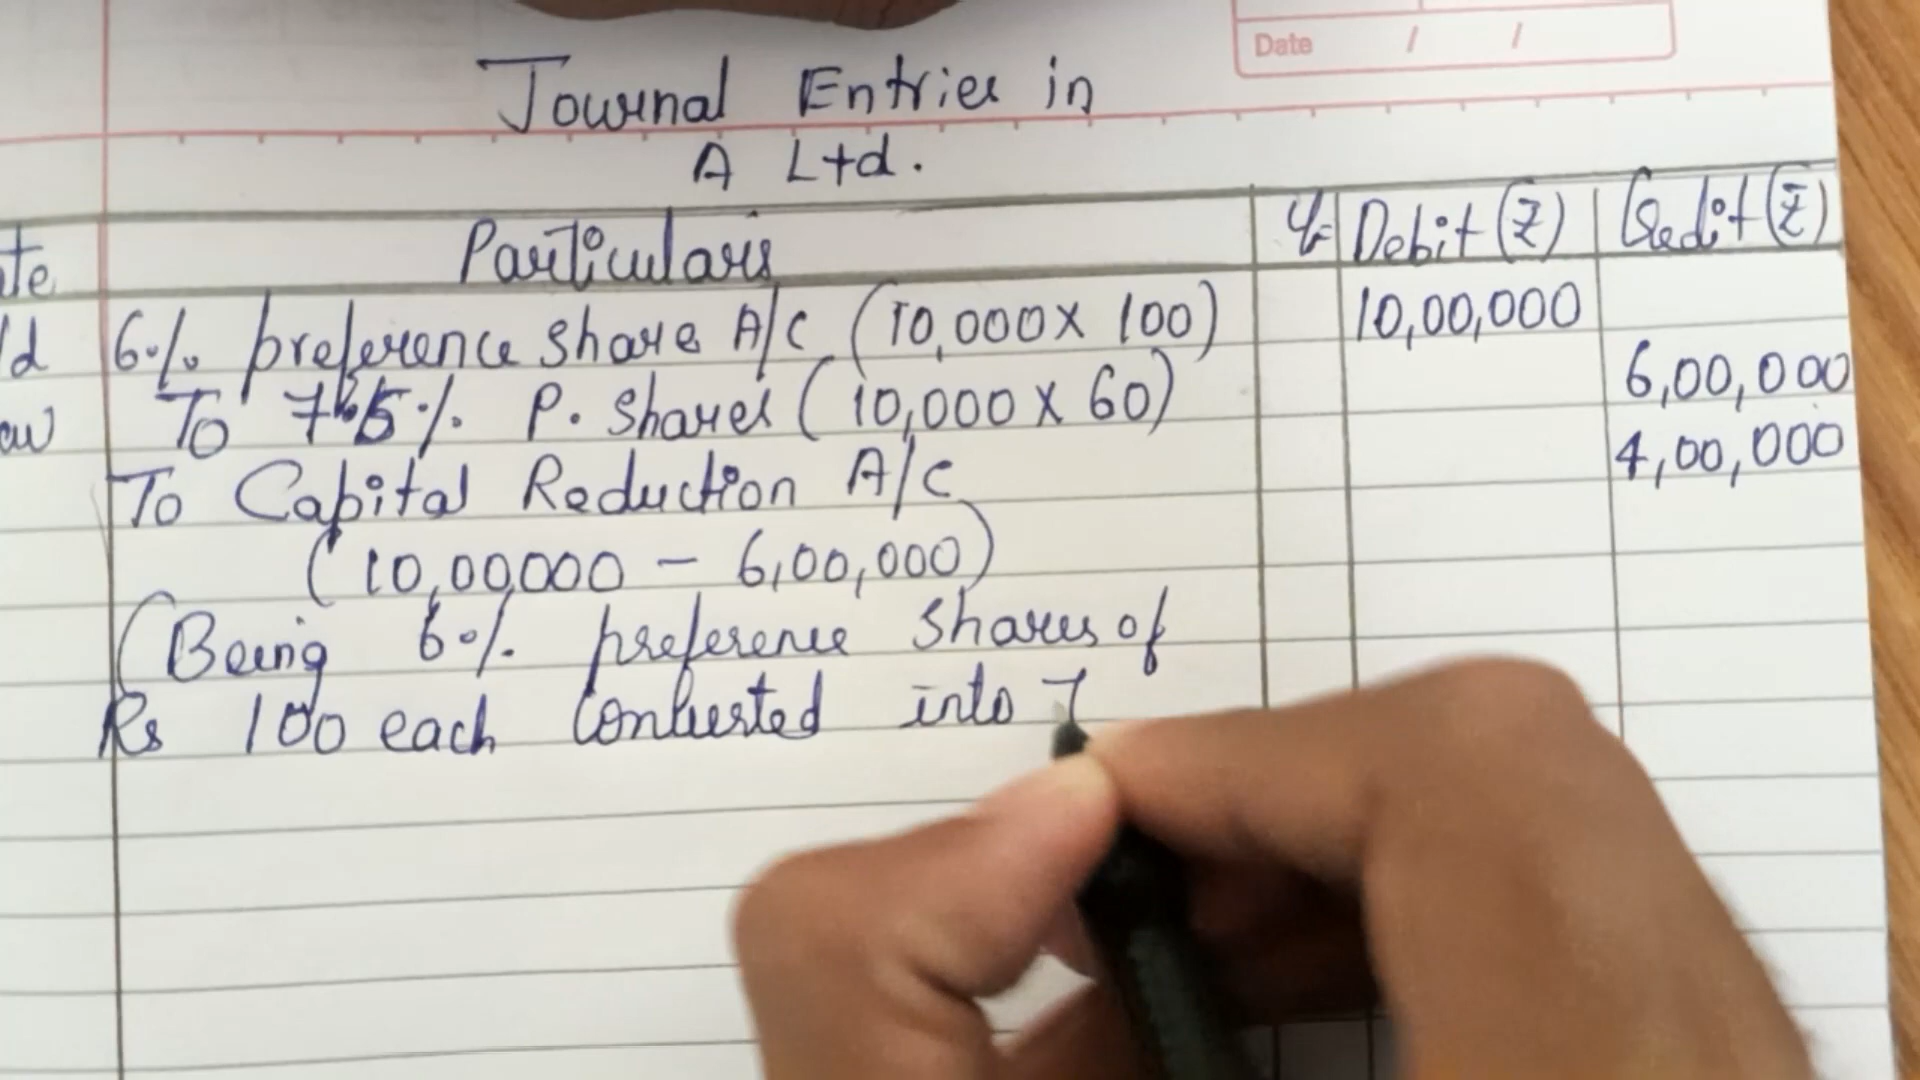 Date / /
Journal Entries in
A Ltd.
Particulars Debit (₹) Credit (₹)
6% preference share A/c (10,000 x 100) 10,00,000
To 7.5% P. Shares (10,000 x 60) 6,00,000
To Capital Reduction A/c 4,00,000
(10,00,000 - 6,00,000)
(Being 6% preference shares of
Rs 100 each Converted into 7